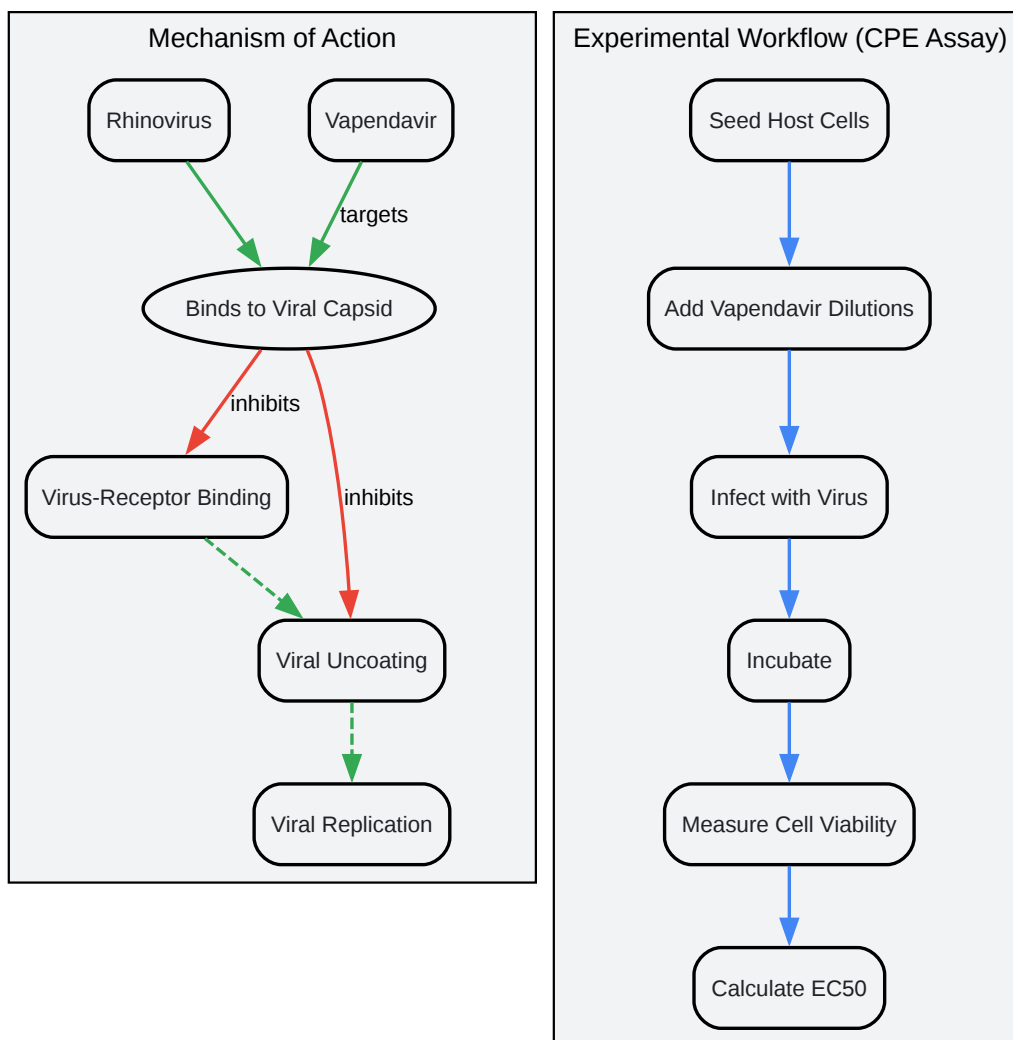 Mechanism of Action
Rhinovirus
Vapendavir
targets
Binds to Viral Capsid
inhibits
Virus-Receptor Binding
inhibits
Viral Uncoating
Viral Replication
Experimental Workflow (CPE Assay)
Seed Host Cells
Add Vapendavir Dilutions
Infect with Virus
Incubate
Measure Cell Viability
Calculate EC50